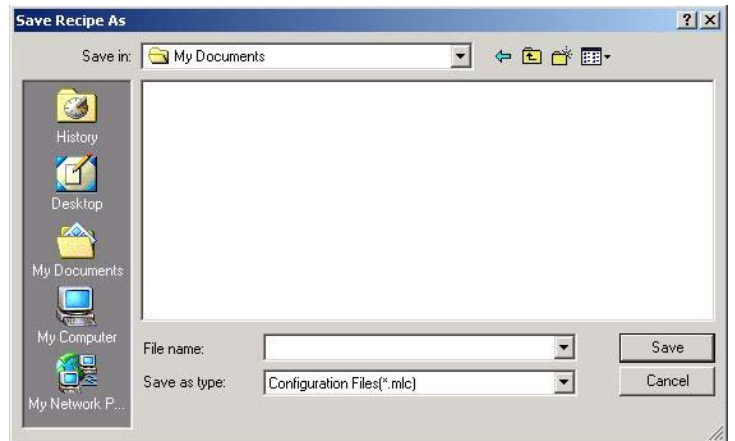 Save Recipe As
Save in: My Documents
History
Desktop
My Documents
My Computer
My Network P...
File name:
Save
Save as type: Configuration Files(*.mlc)
Cancel